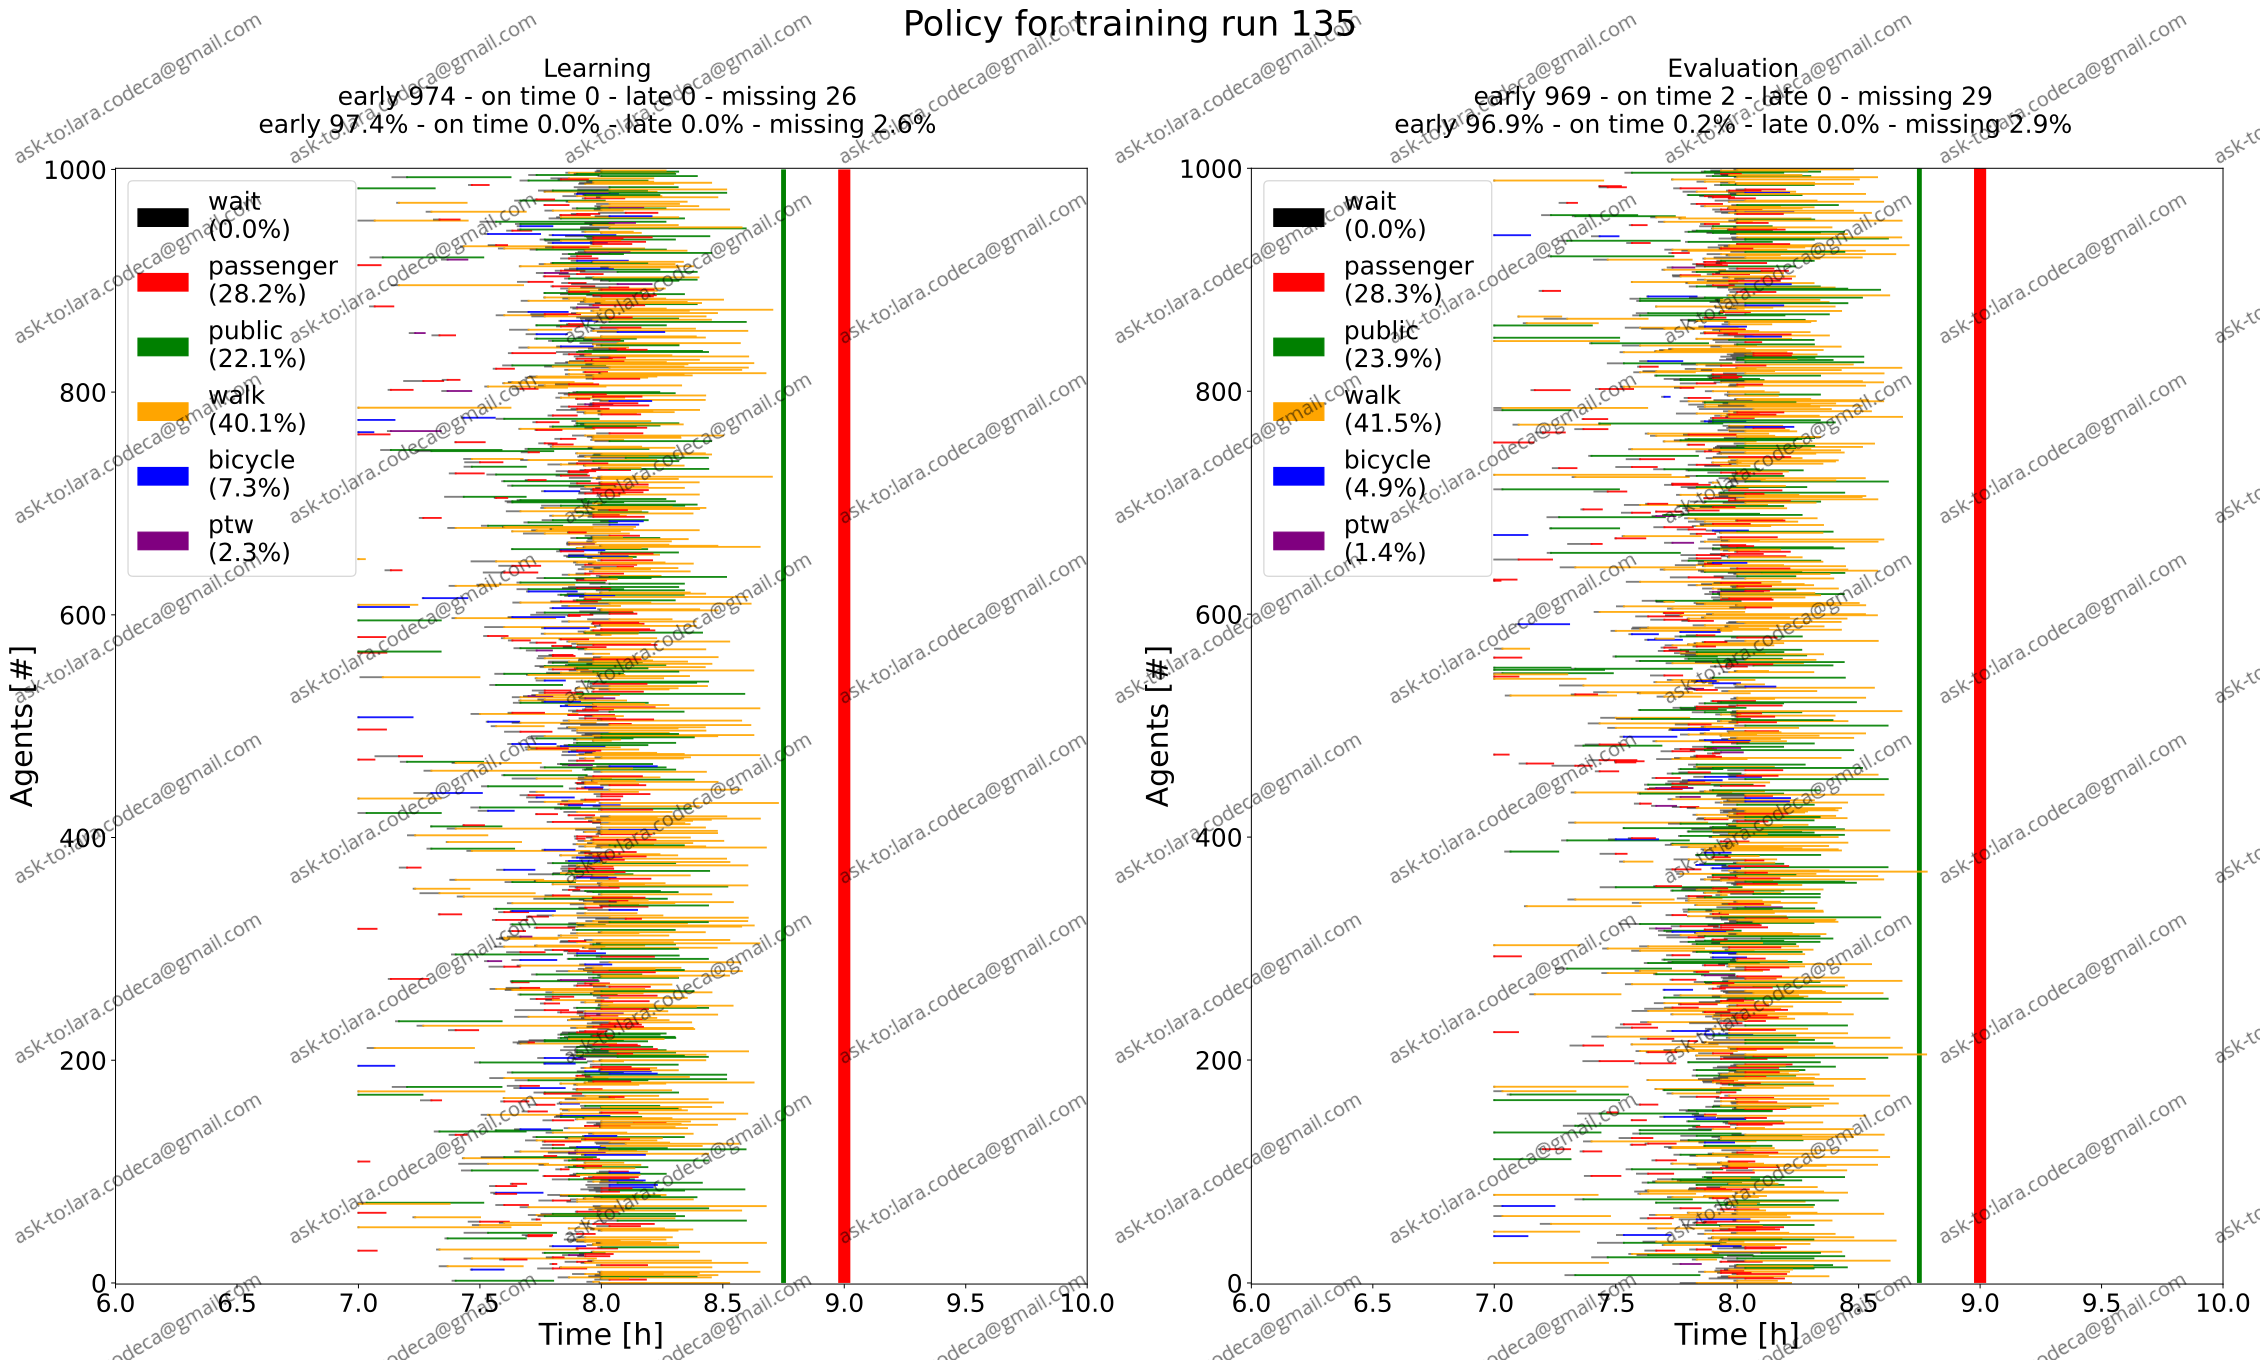 Policy for training run 135
Learning
early 974 - on time 0 - late 0 - missing 26
early 97.4% - on time 0.0% - late 0.0% - missing 2.6%
1000
800
600
400
200
0
Agents [#]
wait
(0.0%)
passenger
(28.2%)
public
(22.1%)
walk
(40.1%)
bicycle
(7.3%)
ptw
(2.3%)
6.0 6.5 7.0 7.5 8.0 8.5 9.0 9.5 10.0
Time [h]
Evaluation
early 969 - on time 2 - late 0 - missing 29
early 96.9% - on time 0.2% - late 0.0% - missing 2.9%
1000
800
600
400
200
0
Agents [#]
wait
(0.0%)
passenger
(28.3%)
public
(23.9%)
walk
(41.5%)
bicycle
(4.9%)
ptw
(1.4%)
6.0 6.5 7.0 7.5 8.0 8.5 9.0 9.5 10.0
Time [h]
ask-to:lara.codeca@gmail.com